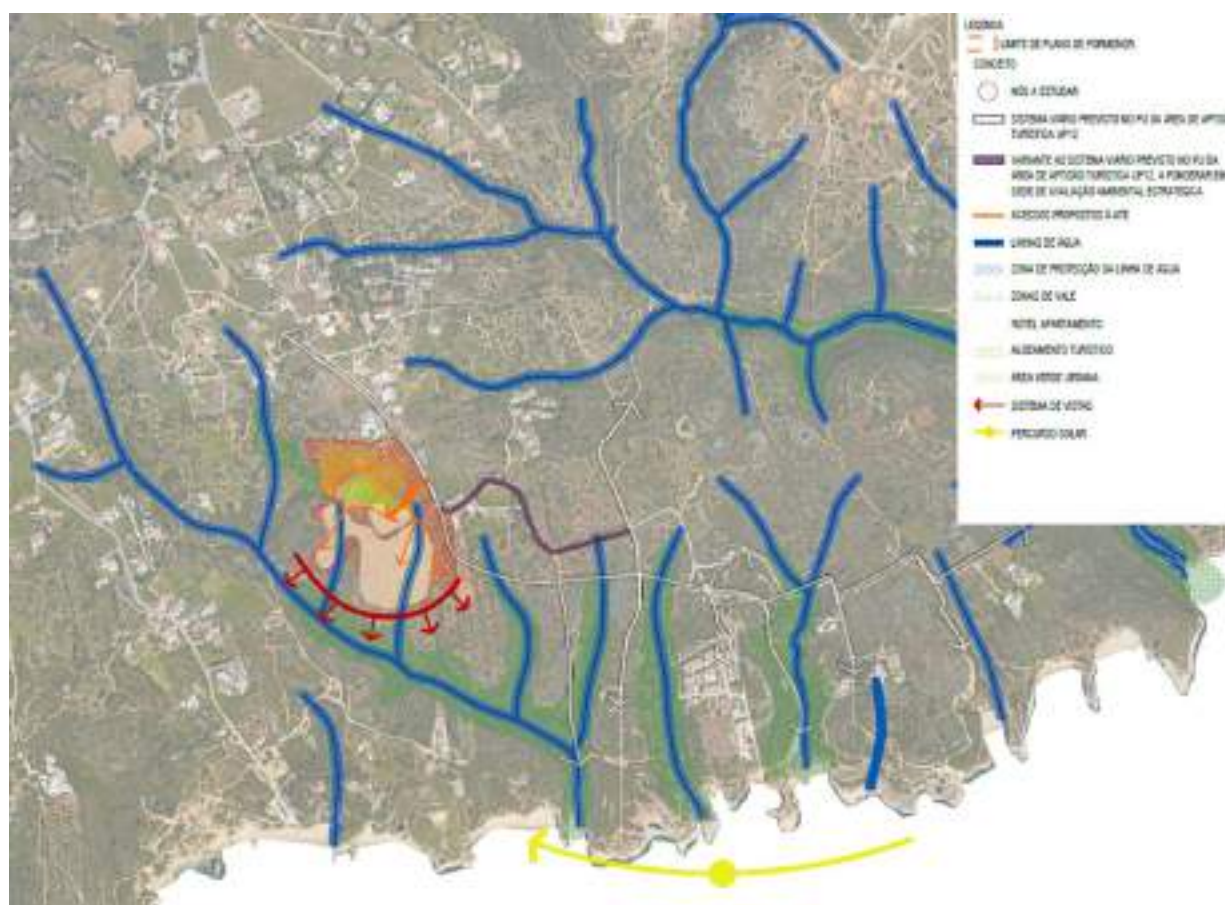 LEGENDA
LIMITE DE PLANO DE PORMENOR
CONCEITO
NÓS A ESTUDAR
SISTEMA VIÁRIO PREVISTO NO PU DA ÁREA DE APTIDÃO
TURÍSTICA UP12
VARIANTE AO SISTEMA VIÁRIO PREVISTO NO PU DA
ÁREA DE APTIDÃO TURÍSTICA UP12, A PONDERAR EM
SEDE DE AVALIAÇÃO AMBIENTAL ESTRATÉGICA
ACESSOS PROPOSTOS À ATE
LINHAS DE ÁGUA
ZONA DE PROTECÇÃO DA LINHA DE ÁGUA
ZONAS DE VALE
HOTEL APARTAMENTO
ALDEAMENTO TURÍSTICO
ÁREA VERDE URBANA
SISTEMA DE VISTAS
PERCURSO SOLAR